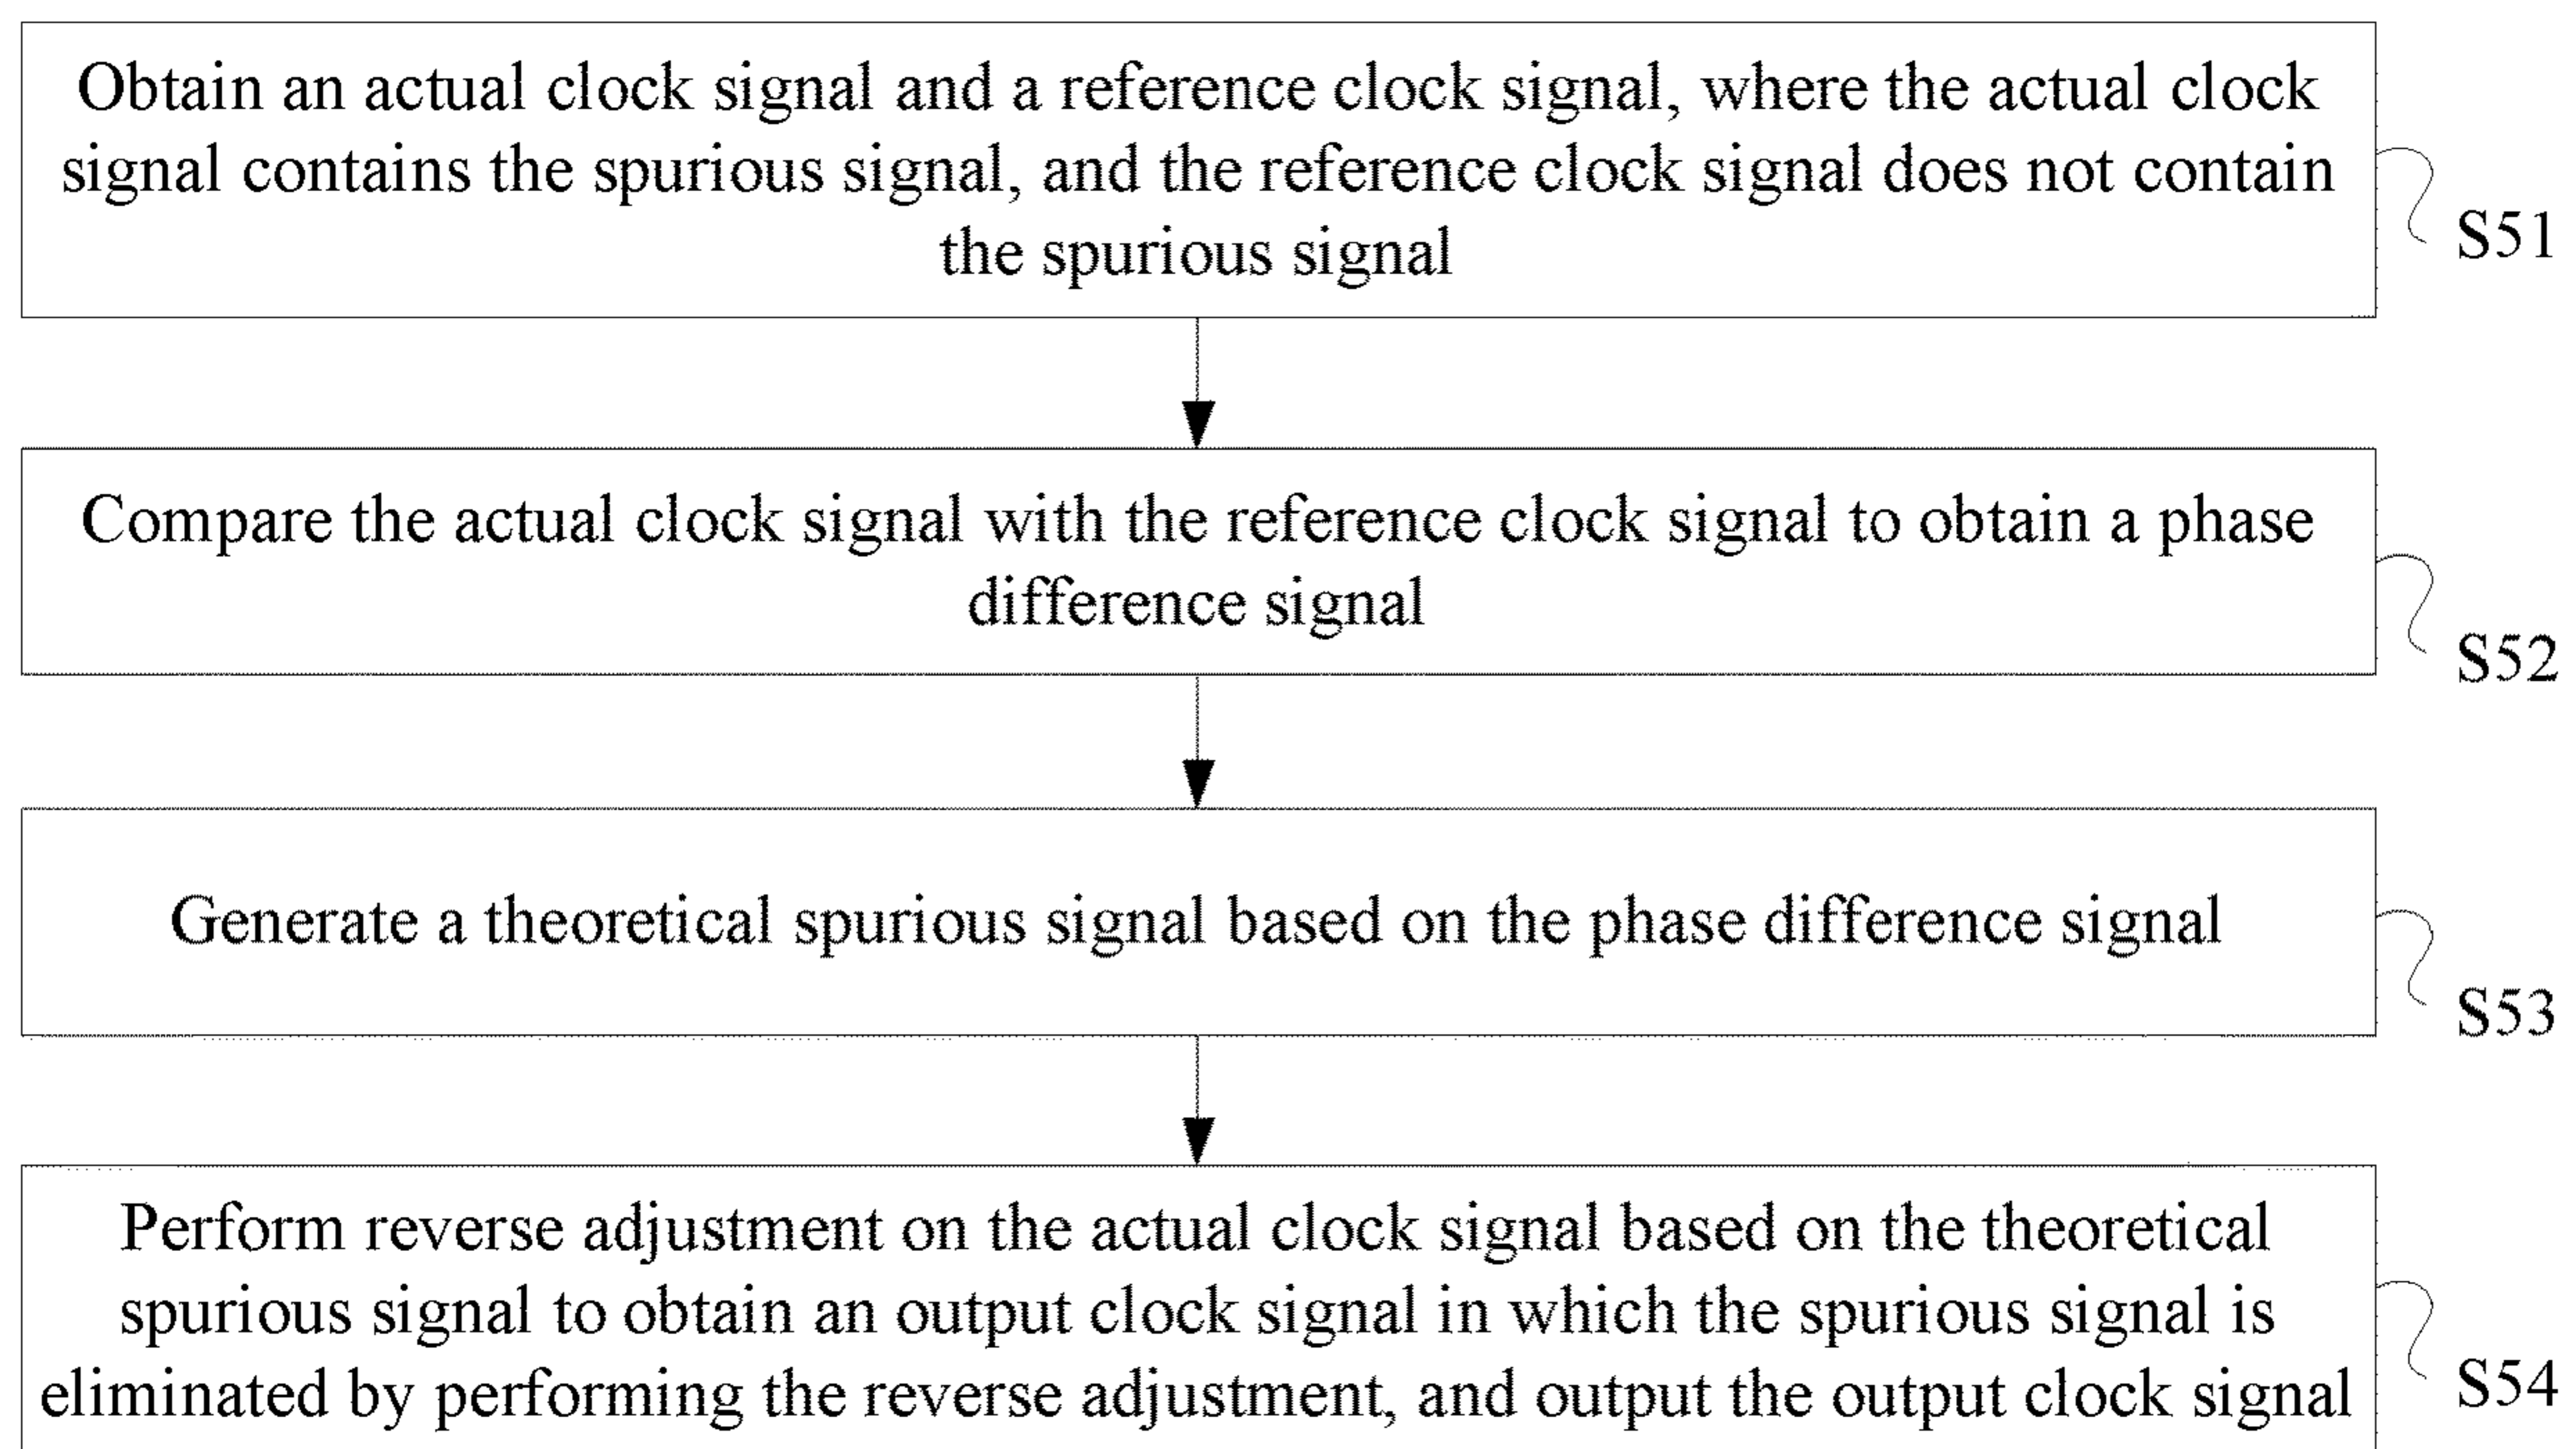 Obtain an actual clock signal and a reference clock signal, where the actual clock
signal contains the spurious signal, and the reference clock signal does not contain
the spurious signal
S51
Compare the actual clock signal with the reference clock signal to obtain a phase
difference signal
S52
Generate a theoretical spurious signal based on the phase difference signal
S53
Perform reverse adjustment on the actual clock signal based on the theoretical
spurious signal to obtain an output clock signal in which the spurious signal is
eliminated by performing the reverse adjustment, and output the output clock signal
S54